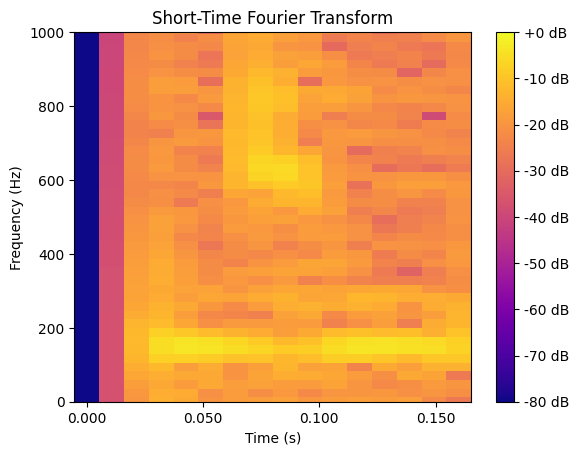 Short-Time Fourier Transform
1000
800
600
400
200
0
Frequency (Hz)
0.000
0.050
0.100
0.150
Time (s)
+0 dB
-10 dB
-20 dB
-30 dB
-40 dB
-50 dB
-60 dB
-70 dB
-80 dB